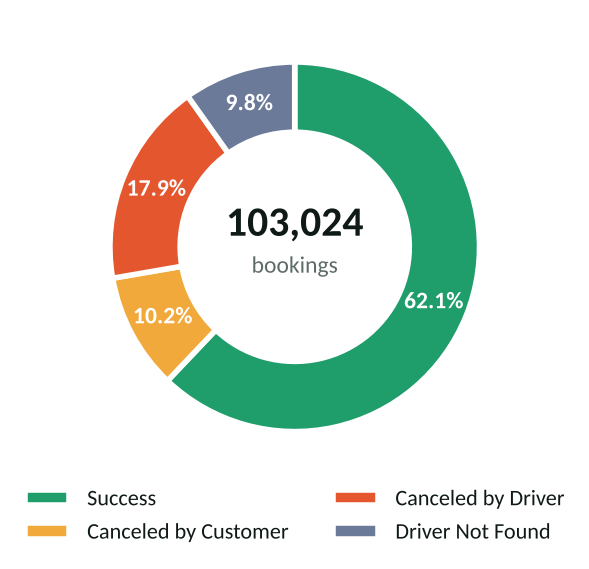 9.8%
17.9%
103,024
bookings
62.1%
10.2%
Success
Canceled by Driver
Canceled by Customer
Driver Not Found